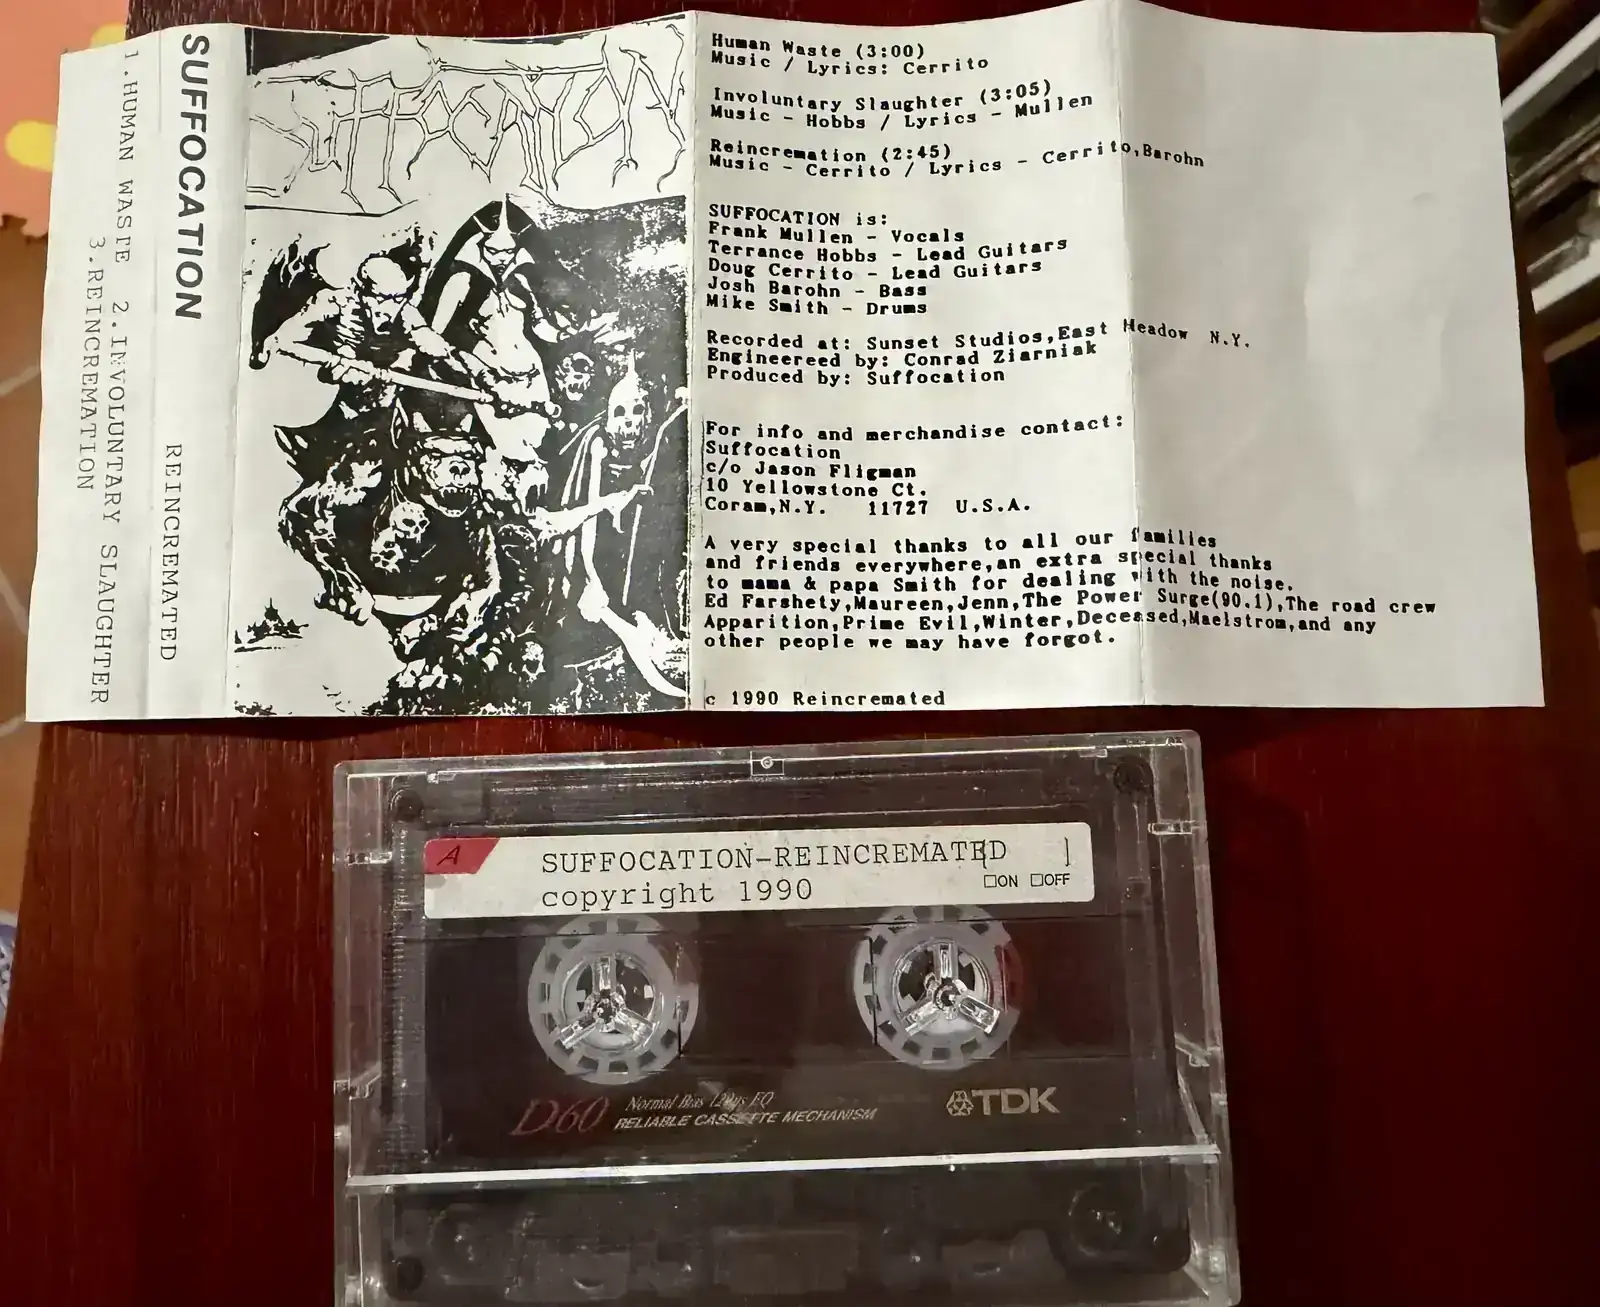 SUFFOCATION REINCREMATED
1.HUMAN WASTE 2.INVOLUNTARY SLAUGHTER
3.REINCREMATION
SUFFOCATION
Human Waste (3:00)
Music / Lyrics: Cerrito
Involuntary Slaughter (3:05)
Music - Hobbs / Lyrics - Mullen
Reincremation (2:45)
Music - Cerrito / Lyrics - Cerrito,Barohn
SUFFOCATION is:
Frank Mullen - Vocals
Terrance Hobbs - Lead Guitars
Doug Cerrito - Lead Guitars
Josh Barohn - Bass
Mike Smith - Drums
Recorded at: Sunset Studios,East Meadow N.Y.
Engineereed by: Conrad Ziarniak
Produced by: Suffocation
For info and merchandise contact:
Suffocation
c/o Jason Fligman
10 Yellowstone Ct.
Coram,N.Y. 11727 U.S.A.
A very special thanks to all our families
and friends everywhere,an extra special thanks
to mama & papa Smith for dealing with the noise.
Ed Farshety,Maureen,Jenn,The Power Surge(90.1),The road crew
Apparition,Prime Evil,Winter,Deceased,Maelstrom,and any
other people we may have forgot.
c 1990 Reincremated
A SUFFOCATION-REINCREMATED
copyright 1990
ON OFF
D60 Normal Bias 120µs EQ
RELIABLE CASSETTE MECHANISM
TDK